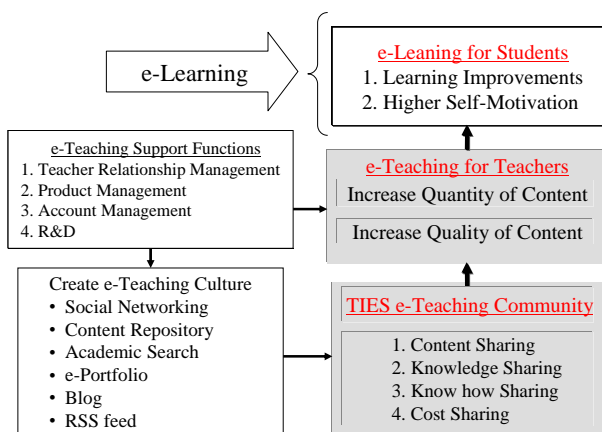 e-Learning
e-Leaning for Students
1. Learning Improvements
2. Higher Self-Motivation
e-Teaching Support Functions
1. Teacher Relationship Management
2. Product Management
3. Account Management
4. R&D
e-Teaching for Teachers
Increase Quantity of Content
Increase Quality of Content
Create e-Teaching Culture
• Social Networking
• Content Repository
• Academic Search
• e-Portfolio
• Blog
• RSS feed
TIES e-Teaching Community
1. Content Sharing
2. Knowledge Sharing
3. Know how Sharing
4. Cost Sharing